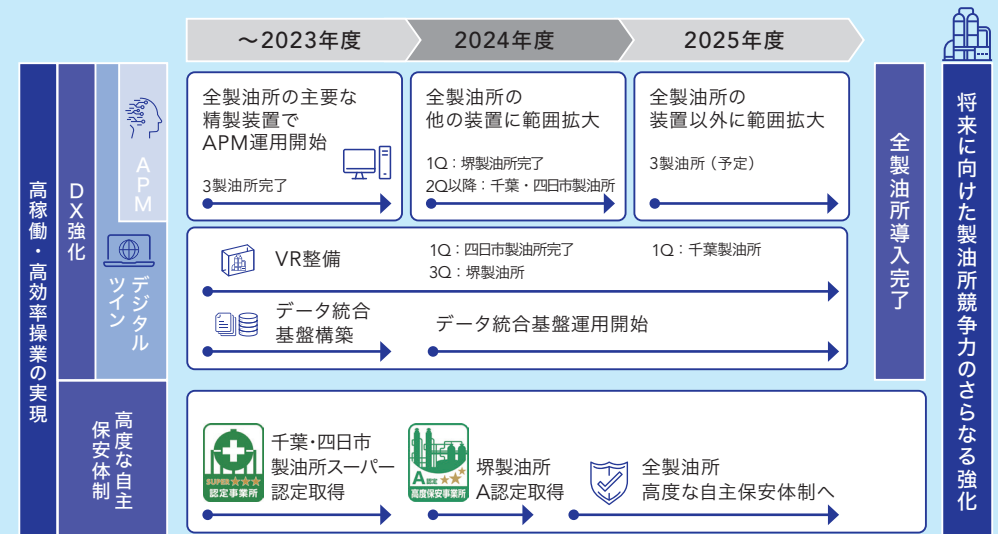 ～2023年度
2024年度
2025年度
高稼働・高効率操業の実現
DX強化
APM
全製油所の主要な
精製装置で
APM運用開始
3製油所完了
全製油所の
他の装置に範囲拡大
1Q：堺製油所完了
2Q以降：千葉・四日市製油所
全製油所の
装置以外に範囲拡大
3製油所（予定）
デジタル
ツイン
VR整備
1Q：四日市製油所完了
3Q：堺製油所
1Q：千葉製油所
データ統合
基盤構築
データ統合基盤運用開始
全製油所導入完了
高度な自主
保安体制
SUPER★★★
認定事業所
千葉・四日市
製油所スーパー
認定取得
A認定★★
高度保安事業所
堺製油所
A認定取得
全製油所
高度な自主保安体制へ
将来に向けた製油所競争力のさらなる強化